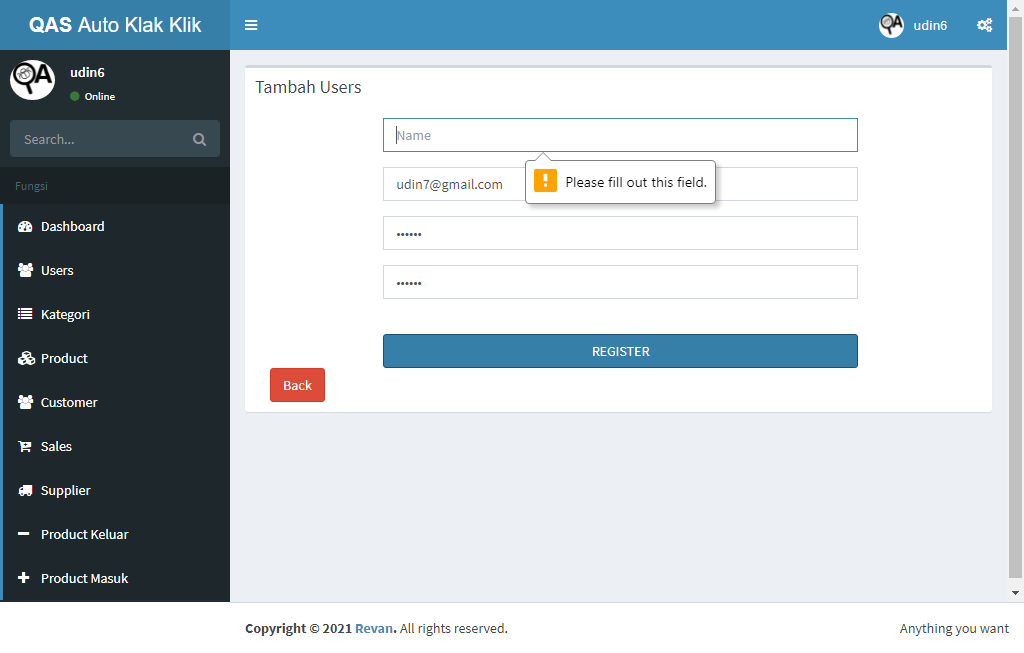 QAS Auto Klak Klik
udin6
QA
udin6
Online
Search...
Fungsi
Dashboard
Users
Kategori
Product
Customer
Sales
Supplier
Product Keluar
Product Masuk
Tambah Users
Name
Please fill out this field.
udin7@gmail.com
••••••
••••••
REGISTER
Back
Copyright © 2021 Revan. All rights reserved.
Anything you want